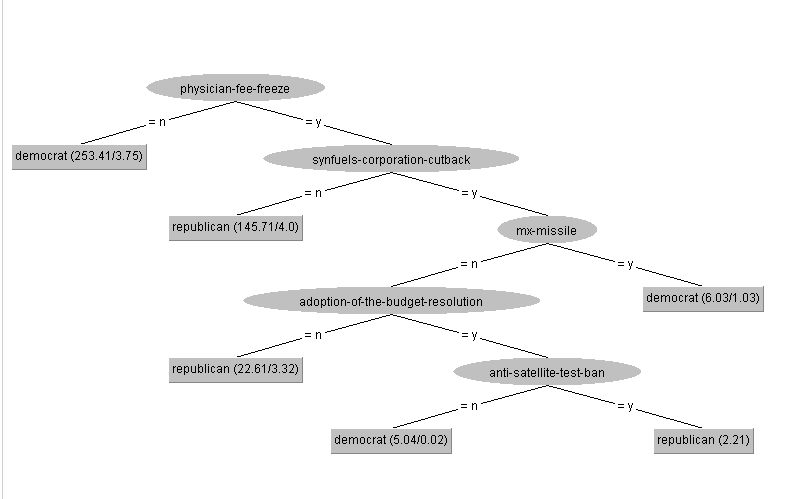 physician-fee-freeze
= n
= y
democrat (253.41/3.75)
synfuels-corporation-cutback
= n
= y
republican (145.71/4.0)
mx-missile
= n
= y
adoption-of-the-budget-resolution
democrat (6.03/1.03)
= n
= y
republican (22.61/3.32)
anti-satellite-test-ban
= n
= y
democrat (5.04/0.02)
republican (2.21)